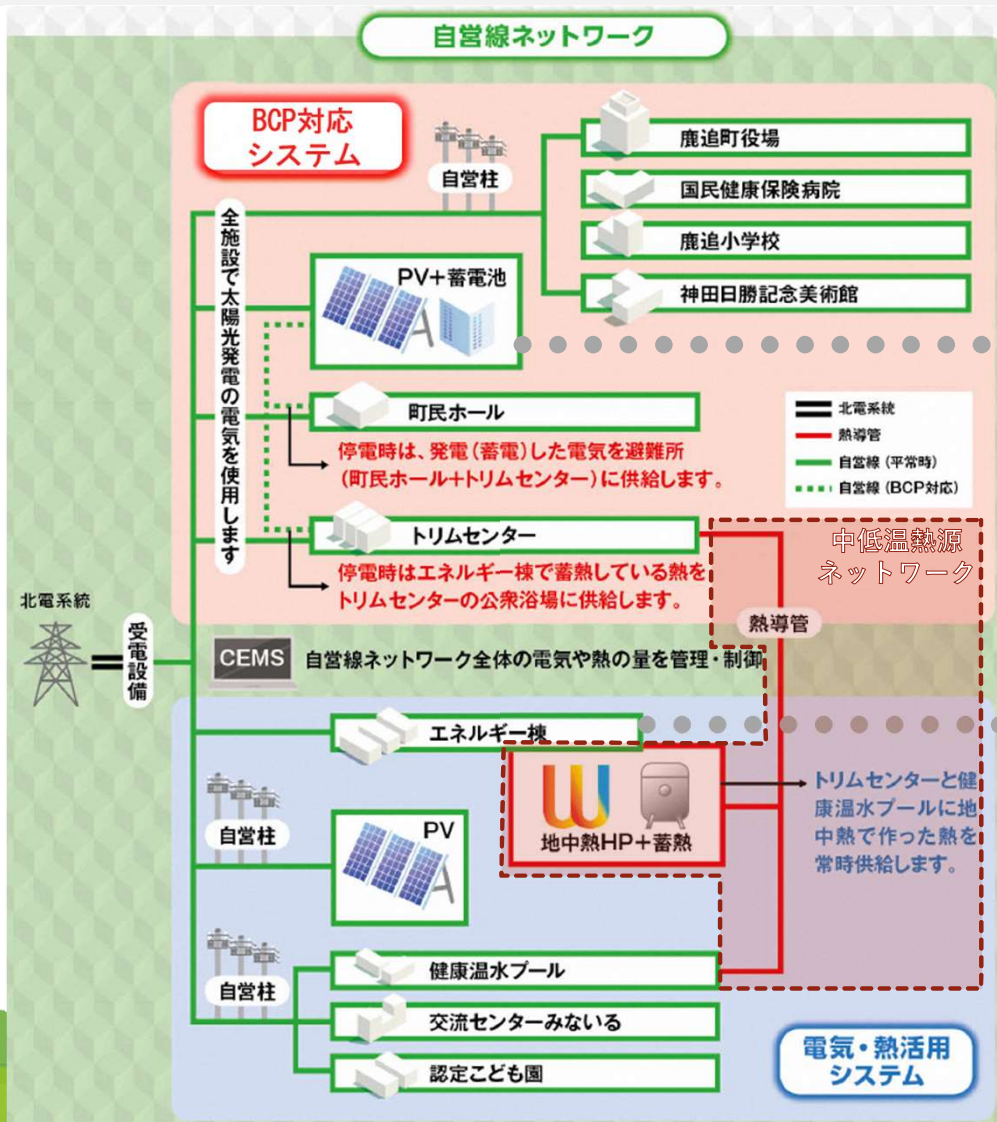 自営線ネットワーク
BCP対応
システム
自営柱
鹿追町役場
国民健康保険病院
鹿追小学校
神田日勝記念美術館
全施設で太陽光発電の電気を使用します
PV+蓄電池
町民ホール
停電時は、発電(蓄電)した電気を避難所
(町民ホール+トリムセンター)に供給します。
北電系統
熱導管
自営線(平常時)
自営線(BCP対応)
トリムセンター
停電時はエネルギー棟で蓄熱している熱を
トリムセンターの公衆浴場に供給します。
中低温熱源
ネットワーク
熱導管
北電系統
受電設備
CEMS
自営線ネットワーク全体の電気や熱の量を管理・制御
エネルギー棟
地中熱HP+蓄熱
トリムセンターと健
康温水プールに地
中熱で作った熱を
常時供給します。
自営柱
PV
自営柱
健康温水プール
交流センターみないる
認定こども園
電気・熱活用
システム